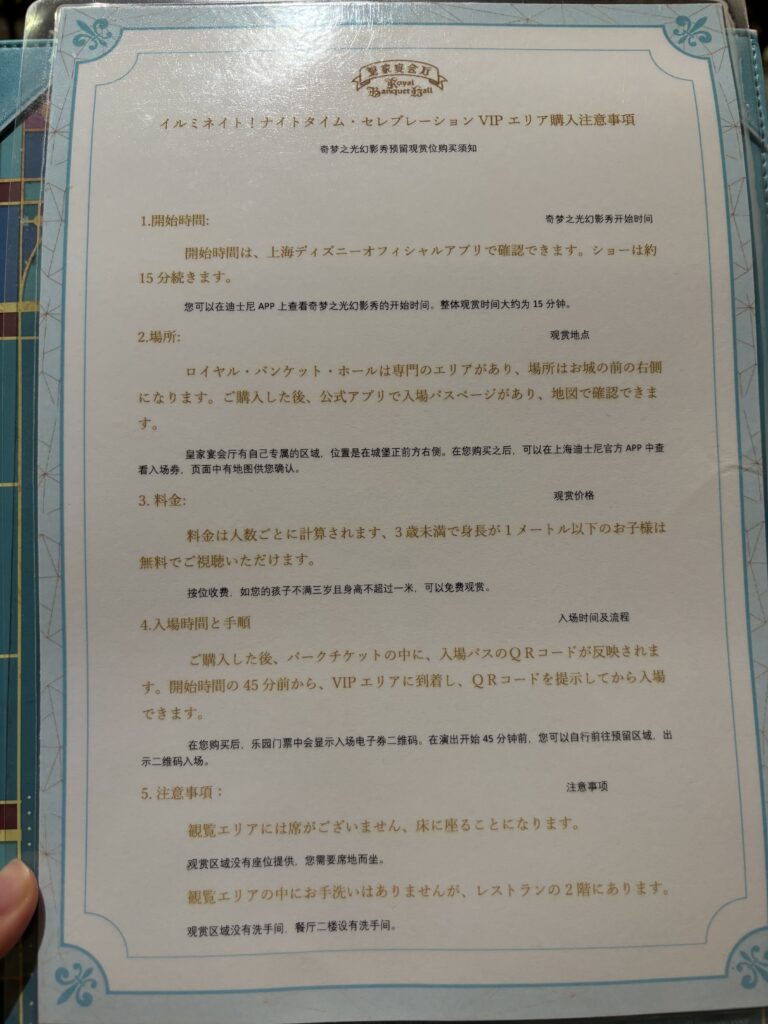 皇家宴会厅
Royal
Banquet Hall
イルミネイト！ナイトタイム・セレブレーション VIP エリア購入注意事項
奇梦之光幻影秀预留观赏位购买须知
1.開始時間: 奇梦之光幻影秀开始时间
開始時間は、上海ディズニーオフィシャルアプリで確認できます。ショーは約
15 分続きます。
您可以在迪士尼 APP 上查看奇梦之光幻影秀的开始时间。整体观赏时间大约为 15 分钟。
2.場所: 观赏地点
ロイヤル・バンケット・ホールは専門のエリアがあり、場所はお城の前の右側
になります。ご購入した後、公式アプリで入場パスページがあり、地図で確認できま
す。
皇家宴会厅有自己专属的区域，位置是在城堡正前方右侧。在您购买之后，可以在上海迪士尼官方 APP 中查
看入场券，页面中有地图供您确认。
3. 料金: 观赏价格
料金は人数ごとに計算されます、3 歳未満で身長が 1 メートル以下のお子様は
無料でご視聴いただけます。
按位收费，如您的孩子不满三岁且身高不超过一米，可以免费观赏。
4.入場時間と手順 入场时间及流程
ご購入した後、パークチケットの中に、入場パスのＱＲコードが反映されま
す。開始時間の 45 分前から、VIP エリアに到着し、ＱＲコードを提示してから入場
できます。
在您购买后，乐园门票中会显示入场电子券二维码。在演出开始 45 分钟前，您可以自行前往预留区域，出
示二维码入场。
5. 注意事項： 注意事项
観覧エリアには席がございません、床に座ることになります。
观赏区域没有座位提供，您需要席地而坐。
観覧エリアの中にお手洗いはありませんが、レストランの 2 階にあります。
观赏区域没有洗手间，餐厅二楼设有洗手间。